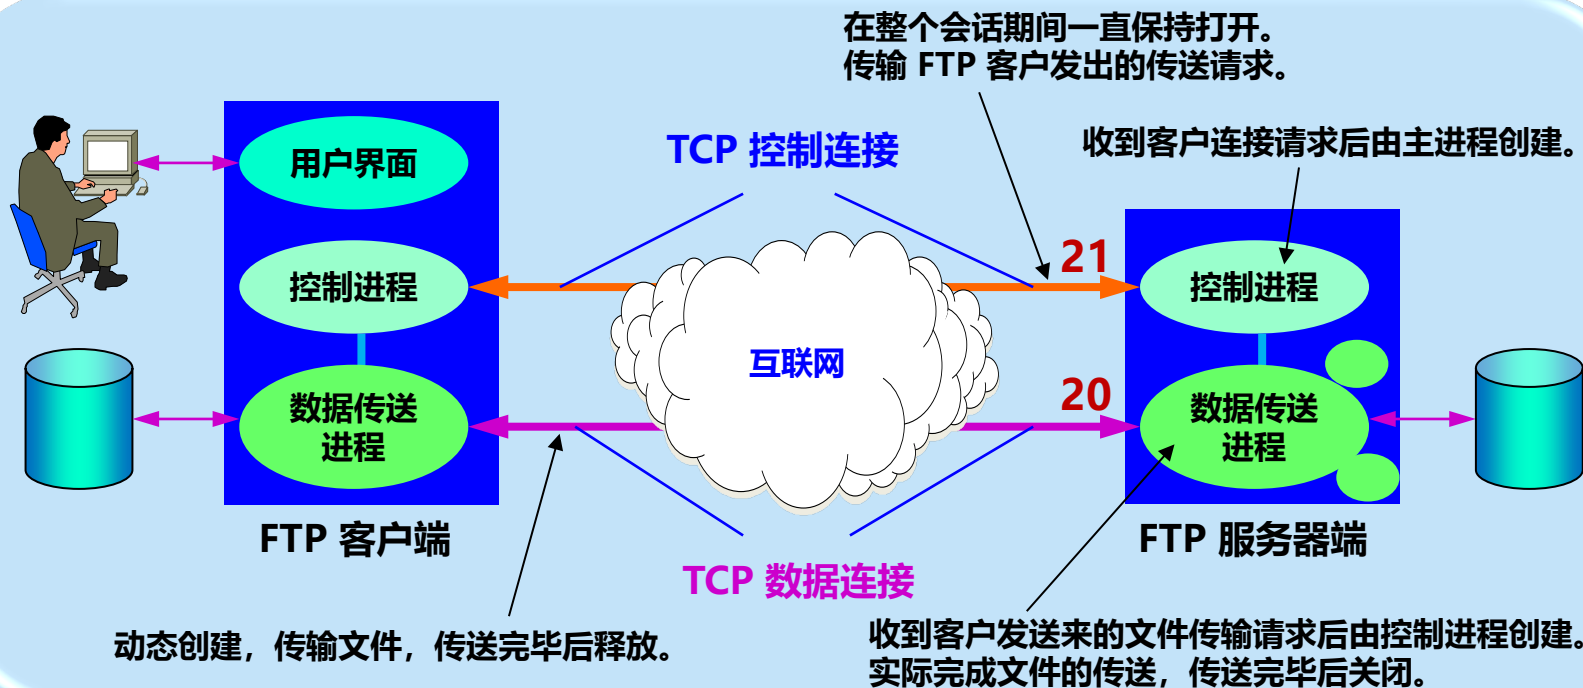 在整个会话期间一直保持打开。
传输 FTP 客户发出的传送请求。
TCP 控制连接
收到客户连接请求后由主进程创建。
用户界面
21
控制进程
控制进程
互联网
20
数据传送
进程
数据传送
进程
FTP 客户端
FTP 服务器端
TCP 数据连接
动态创建，传输文件，传送完毕后释放。
收到客户发送来的文件传输请求后由控制进程创建。
实际完成文件的传送，传送完毕后关闭。